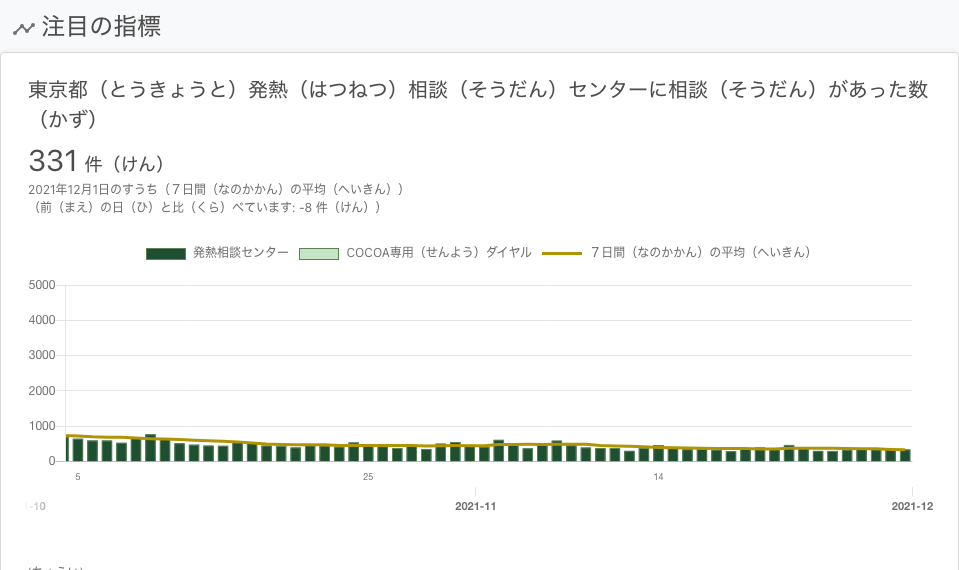 注目の指標
東京都（とうきょうと）発熱（はつねつ）相談（そうだん）センターに相談（そうだん）があった数
（かず）
331 件（けん）
2021年12月1日のすうち（７日間（なのかかん）の平均（へいきん））
（前（まえ）の日（ひ）と比（くら）べています: -8 件（けん））
発熱相談センター COCOA専用（せんよう）ダイヤル ７日間（なのかかん）の平均（へいきん）
5000
4000
3000
2000
1000
0
5 25 14
-10 2021-11 2021-12